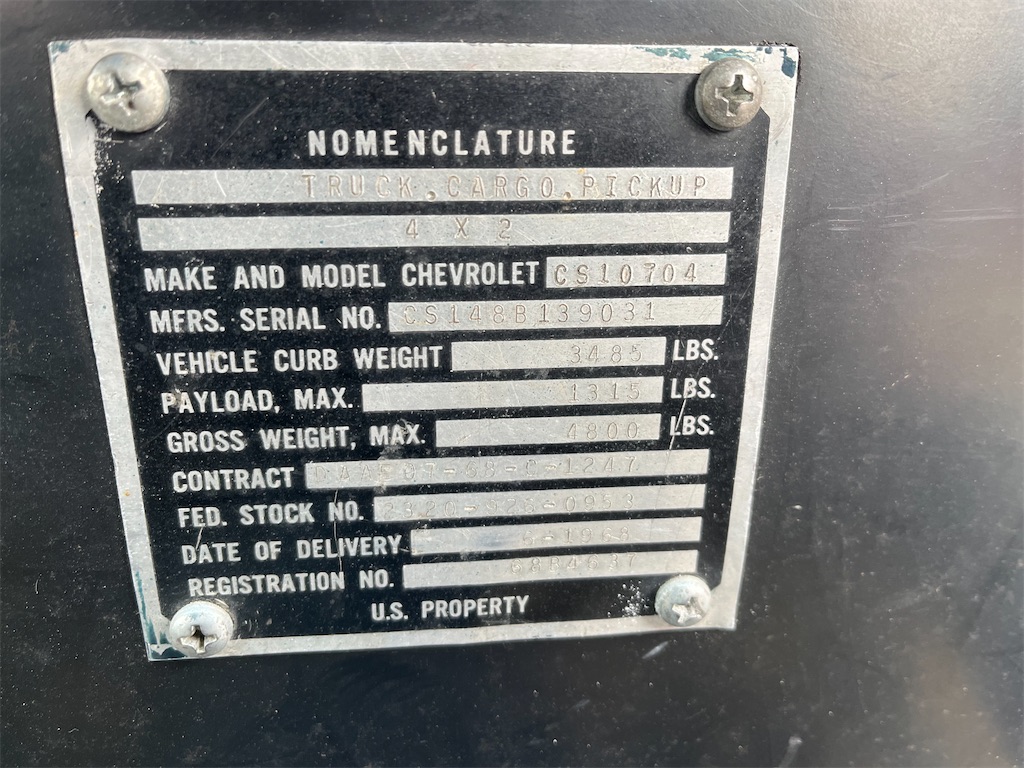 NOMENCLATURE
TRUCK, CARGO, PICKUP
4 X 2
MAKE AND MODEL CHEVROLET CS10704
MFRS. SERIAL NO. CS148B139031
VEHICLE CURB WEIGHT 3485 LBS.
PAYLOAD, MAX. 1315 LBS.
GROSS WEIGHT, MAX. 4800 LBS.
CONTRACT
FED. STOCK NO.
DATE OF DELIVERY 6-1968
REGISTRATION NO.
U.S. PROPERTY